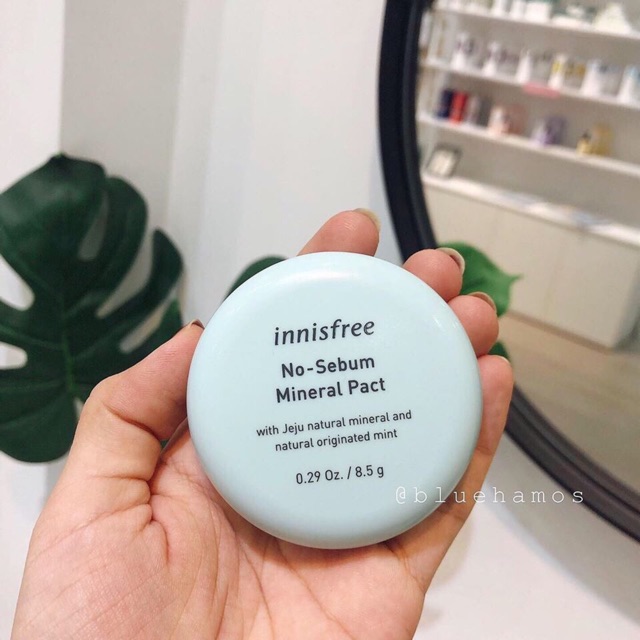 innisfree
No-Sebum
Mineral Pact
with Jeju natural mineral and
natural originated mint
0.29 Oz. / 8.5 g
@bluehamos